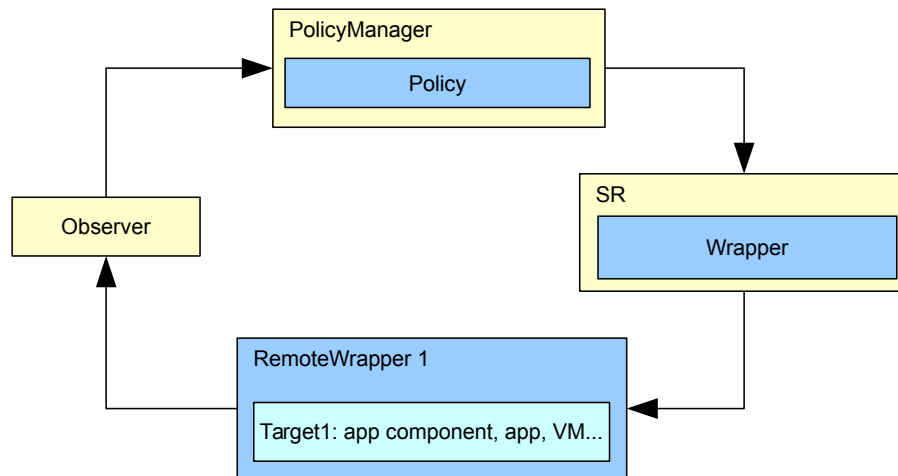 PolicyManager
Policy
SR
Wrapper
Observer
RemoteWrapper 1
Target1: app component, app, VM...